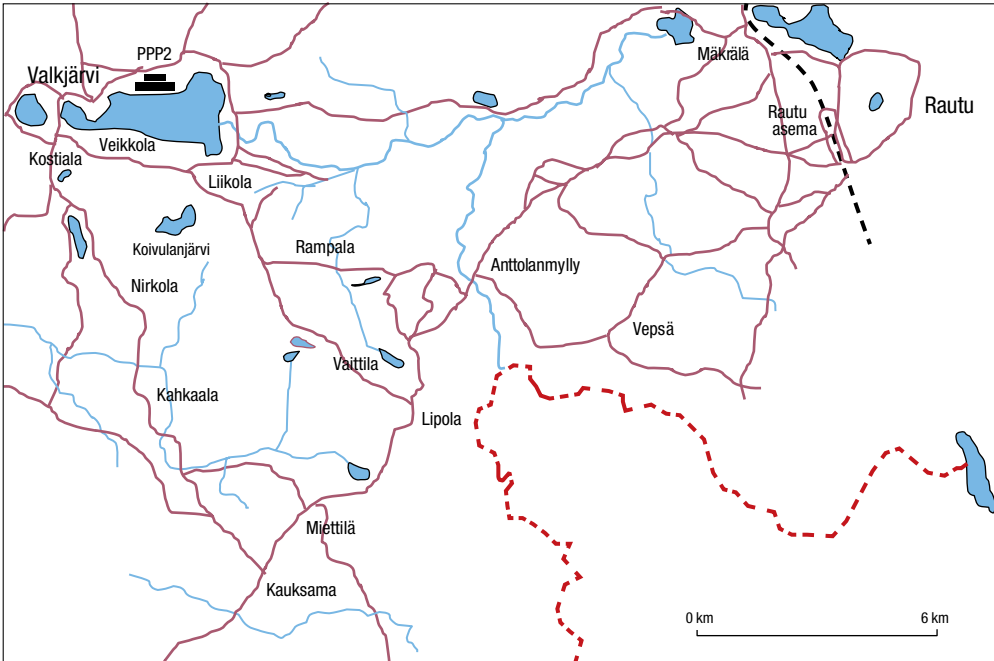 PPP2
Mäkrälä
Valkjärvi
Rautu
Rautu
asema
Veikkola
Kostiala
Liikola
Koivulanjärvi
Rampala
Anttolanmylly
Nirkola
Vepsä
Vaittila
Kahkaala
Lipola
Miettilä
Kauksama
0 km
6 km